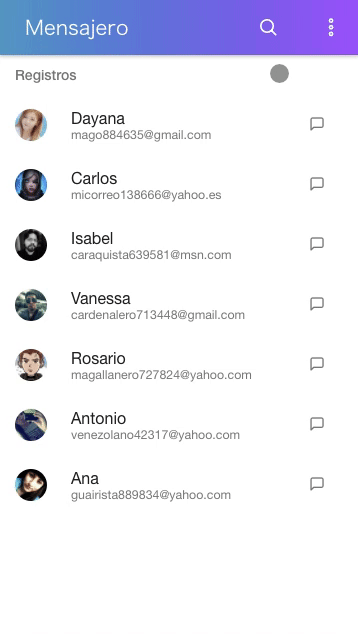 Mensajero
Registros
Dayana
mago884635@gmail.com
Carlos
micorreo138666@yahoo.es
Isabel
caraquista639581@msn.com
Vanessa
cardenalero713448@gmail.com
Rosario
magallanero727824@yahoo.com
Antonio
venezolano42317@yahoo.com
Ana
guairista889834@yahoo.com